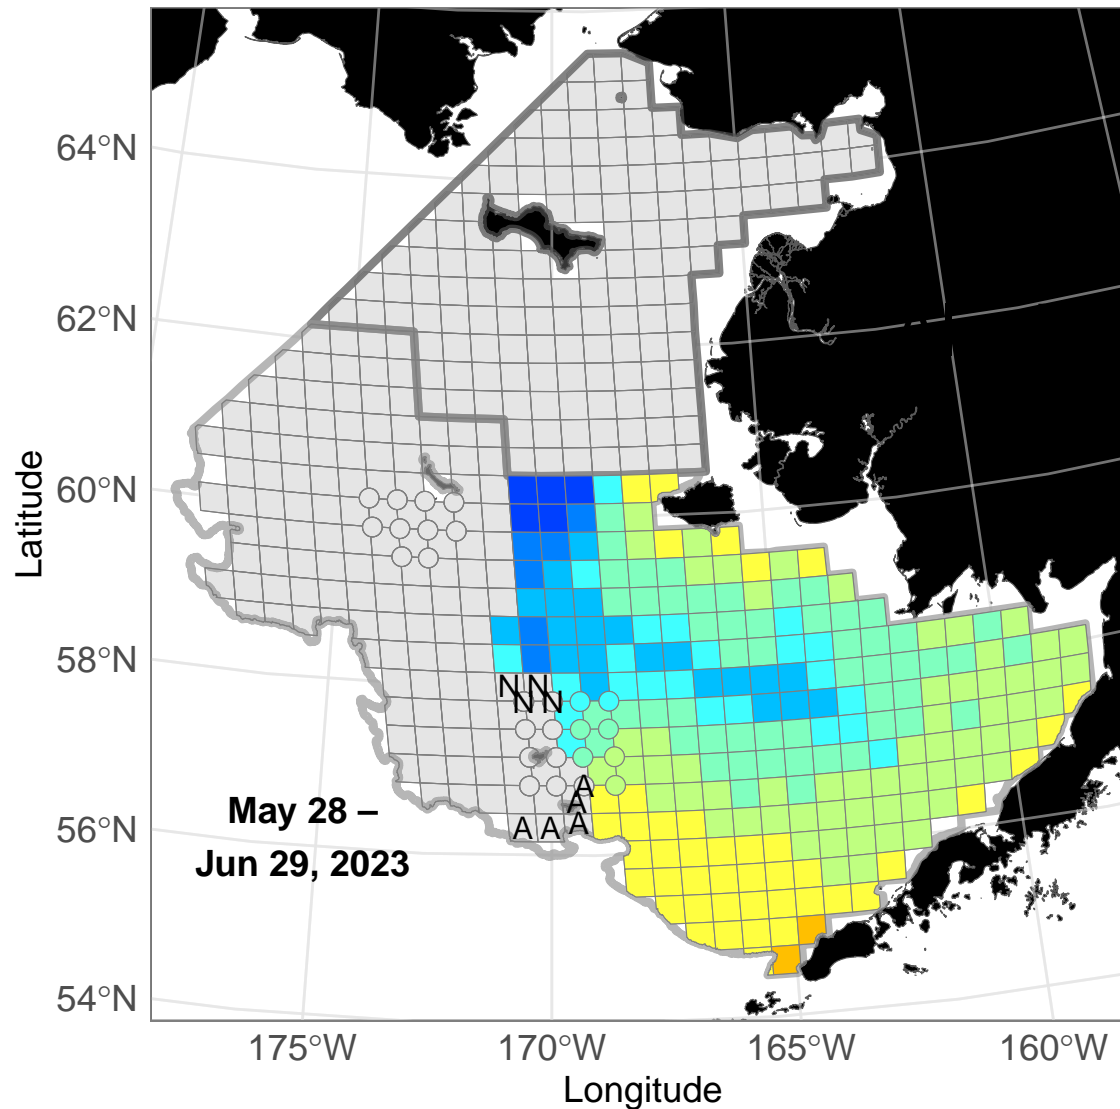 64°N
62°N
60°N
58°N
56°N
54°N
Latitude
N N
N N
A
A
A A A
May 28 –
Jun 29, 2023
175°W 170°W 165°W 160°W
Longitude